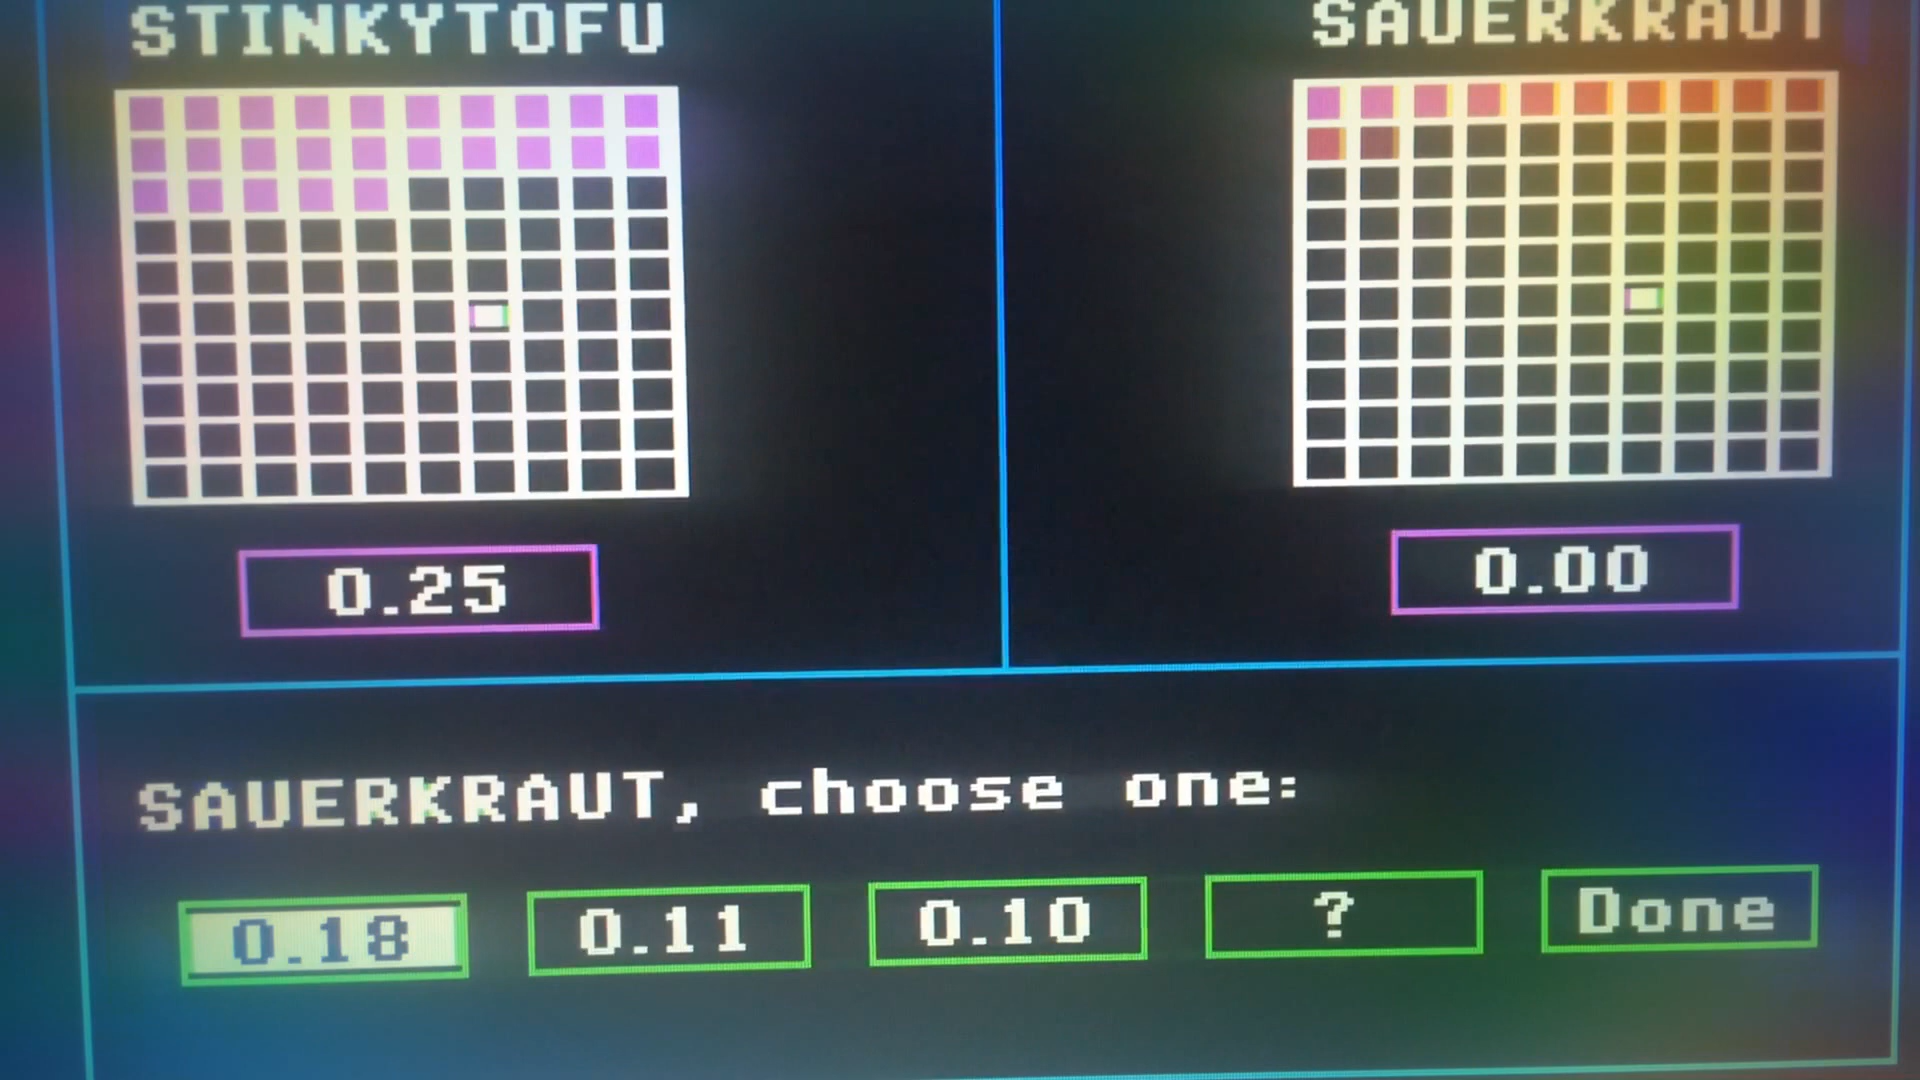 STINKYTOFU
SAUERKRAUT
0.25
0.00
SAUERKRAUT, choose one:
0.18
0.11
0.10
?
Done